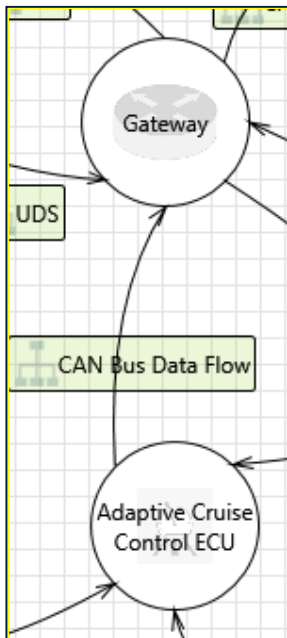 Gateway
UDS
CAN Bus Data Flow
Adaptive Cruise
Control ECU